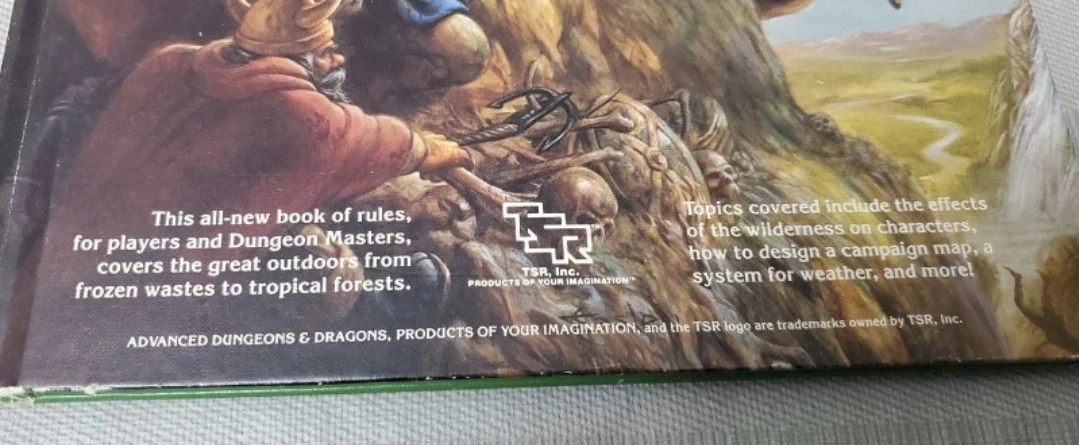 This all-new book of rules,
for players and Dungeon Masters,
covers the great outdoors from
frozen wastes to tropical forests.
TSR
TSR, Inc.
PRODUCTS OF YOUR IMAGINATION™
Topics covered include the effects
of the wilderness on characters,
how to design a campaign map, a
system for weather, and more!
ADVANCED DUNGEONS & DRAGONS, PRODUCTS OF YOUR IMAGINATION, and the TSR logo are trademarks owned by TSR, Inc.